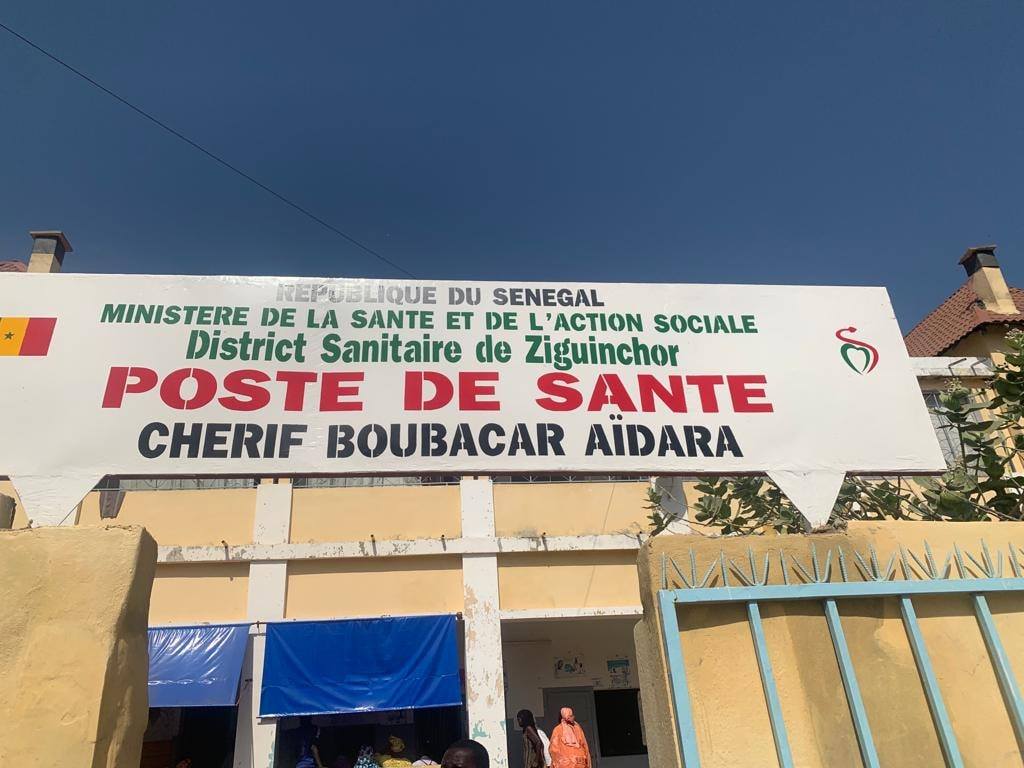 REPUBLIQUE DU SENEGAL
MINISTERE DE LA SANTE ET DE L'ACTION SOCIALE
District Sanitaire de Ziguinchor
POSTE DE SANTE
CHERIF BOUBACAR AÏDARA